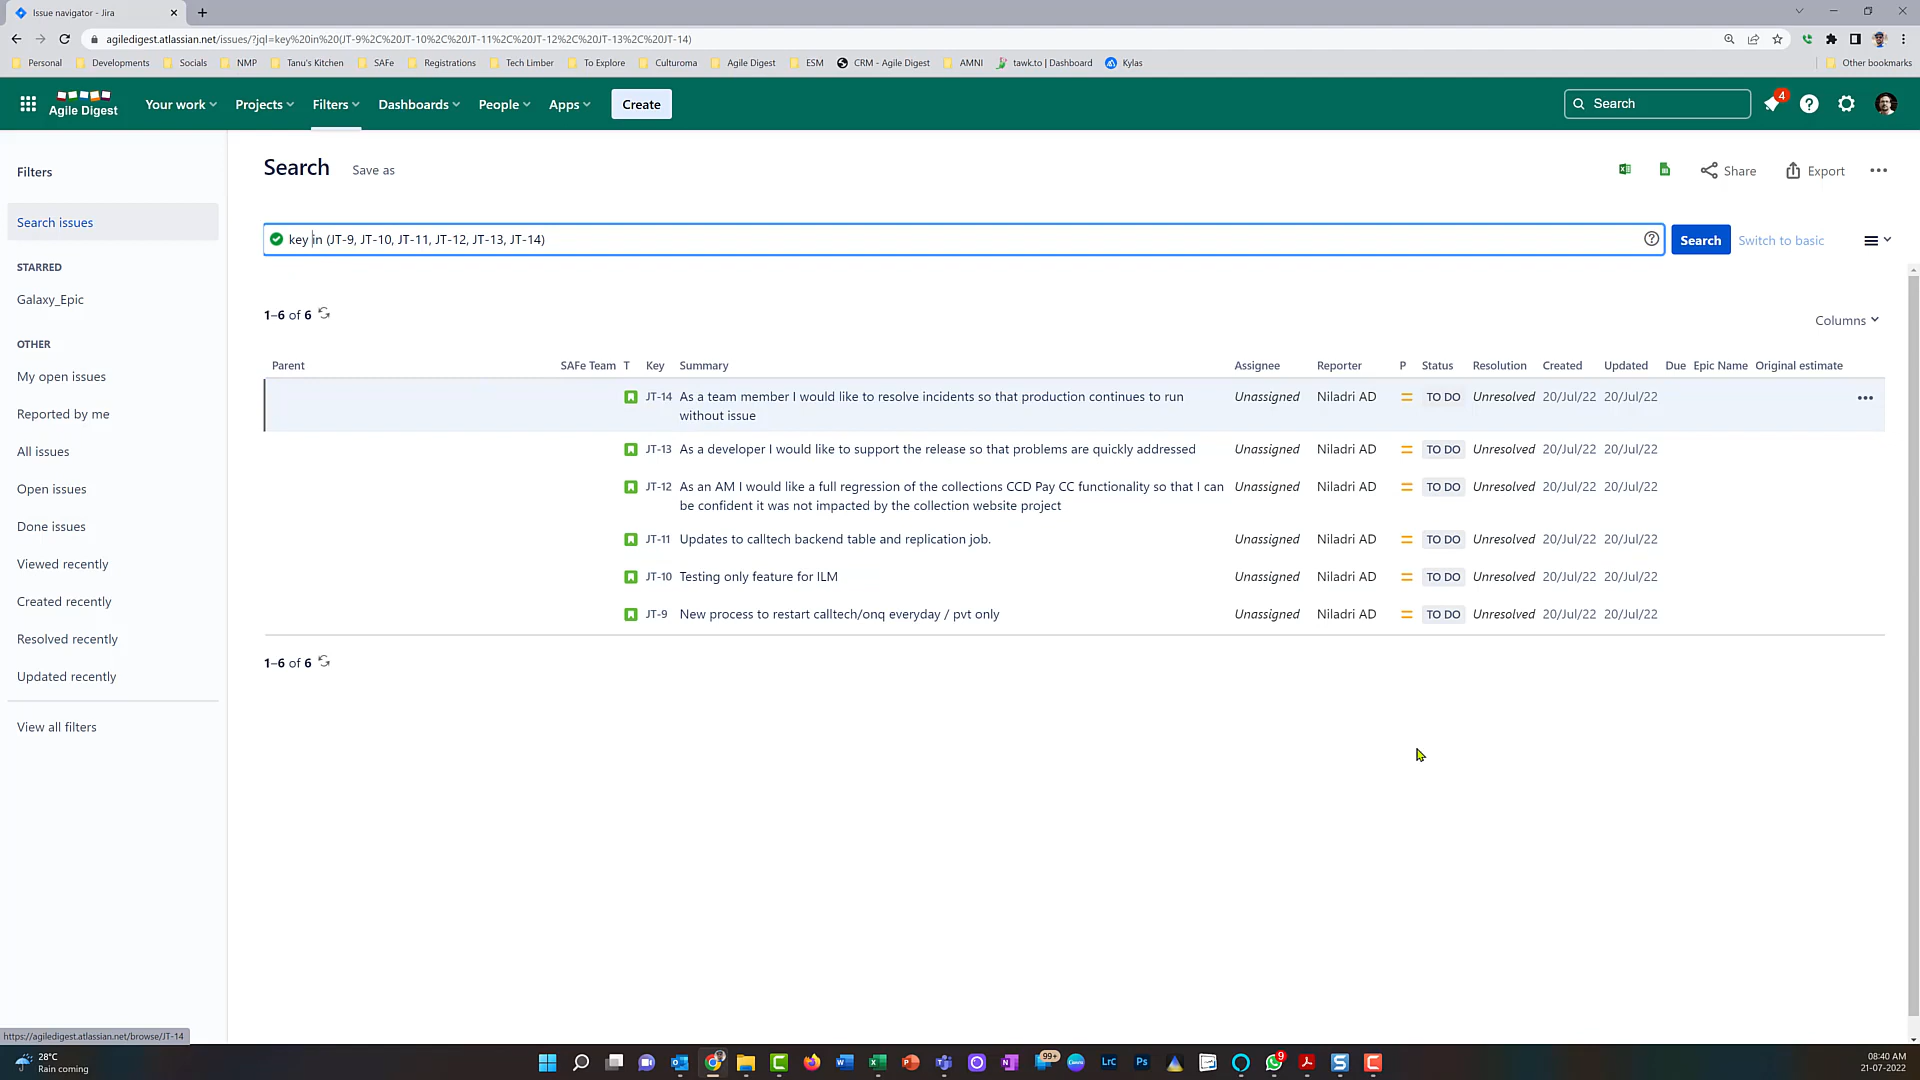 Issue navigator - Jira
agiledigest.atlassian.net/issues/?jql=key%20in%20(JT-9%2C%20JT-10%2C%20JT-11%2C%20JT-12%2C%20JT-13%2C%20JT-14)
Personal Developments Socials NMP Tanu's Kitchen SAFe Registrations Tech Limber To Explore Culturoma Agile Digest ESM CRM - Agile Digest AMNI tawk.to | Dashboard Kylas Other bookmarks
Agile Digest Your work Projects Filters Dashboards People Apps Create Search 4
Filters
Search issues
STARRED
Galaxy_Epic
OTHER
My open issues
Reported by me
All issues
Open issues
Done issues
Viewed recently
Created recently
Resolved recently
Updated recently
View all filters
Search Save as Share Export
key in (JT-9, JT-10, JT-11, JT-12, JT-13, JT-14) Search Switch to basic
1–6 of 6
Columns
Parent SAFe Team T Key Summary Assignee Reporter P Status Resolution Created Updated Due Epic Name Original estimate
JT-14 As a team member I would like to resolve incidents so that production continues to run Unassigned Niladri AD TO DO Unresolved 20/Jul/22 20/Jul/22
without issue
JT-13 As a developer I would like to support the release so that problems are quickly addressed Unassigned Niladri AD TO DO Unresolved 20/Jul/22 20/Jul/22
JT-12 As an AM I would like a full regression of the collections CCD Pay CC functionality so that I can Unassigned Niladri AD TO DO Unresolved 20/Jul/22 20/Jul/22
be confident it was not impacted by the collection website project
JT-11 Updates to calltech backend table and replication job. Unassigned Niladri AD TO DO Unresolved 20/Jul/22 20/Jul/22
JT-10 Testing only feature for ILM Unassigned Niladri AD TO DO Unresolved 20/Jul/22 20/Jul/22
JT-9 New process to restart calltech/onq everyday / pvt only Unassigned Niladri AD TO DO Unresolved 20/Jul/22 20/Jul/22
1–6 of 6
https://agiledigest.atlassian.net/browse/JT-14
28°C
Rain coming
99+
LrC
Ps
9
08:40 AM
21-07-2022